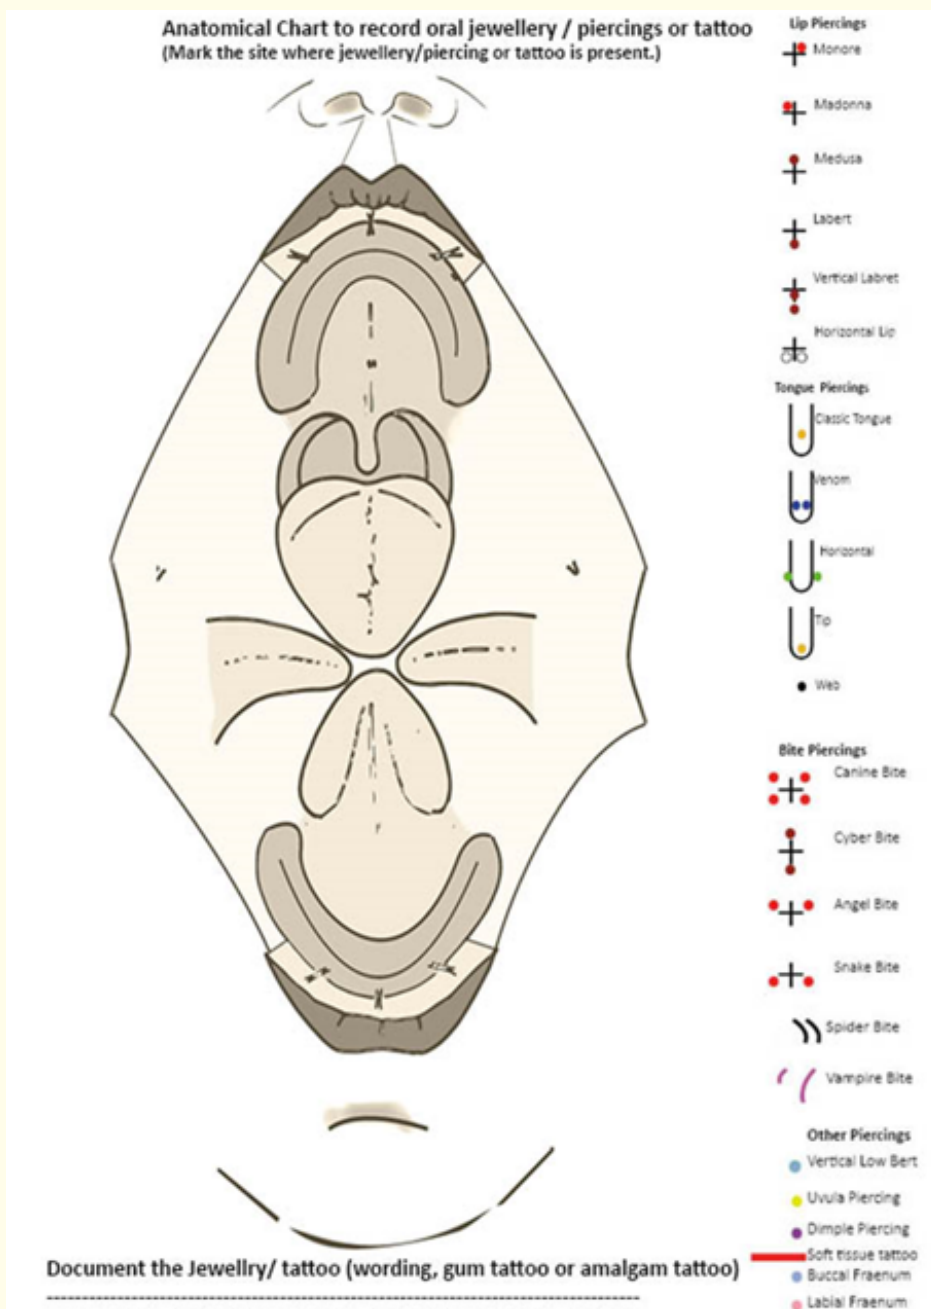 Anatomical Chart to record oral jewellery / piercings or tattoo
(Mark the site where jewellery/piercing or tattoo is present.)
Lip Piercings
Monore
Madonna
Medusa
Labert
Vertical Labret
Horizontal Lip
Tongue Piercings
Classic Tongue
Venom
Horizontal
Tip
Web
Bite Piercings
Canine Bite
Cyber Bite
Angel Bite
Snake Bite
Spider Bite
Vampire Bite
Other Piercings
Vertical Low Bert
Uvula Piercing
Dimple Piercing
Soft tissue tattoo
Buccal Fraenum
Labial Fraenum
Document the Jewellry/ tattoo (wording, gum tattoo or amalgam tattoo)